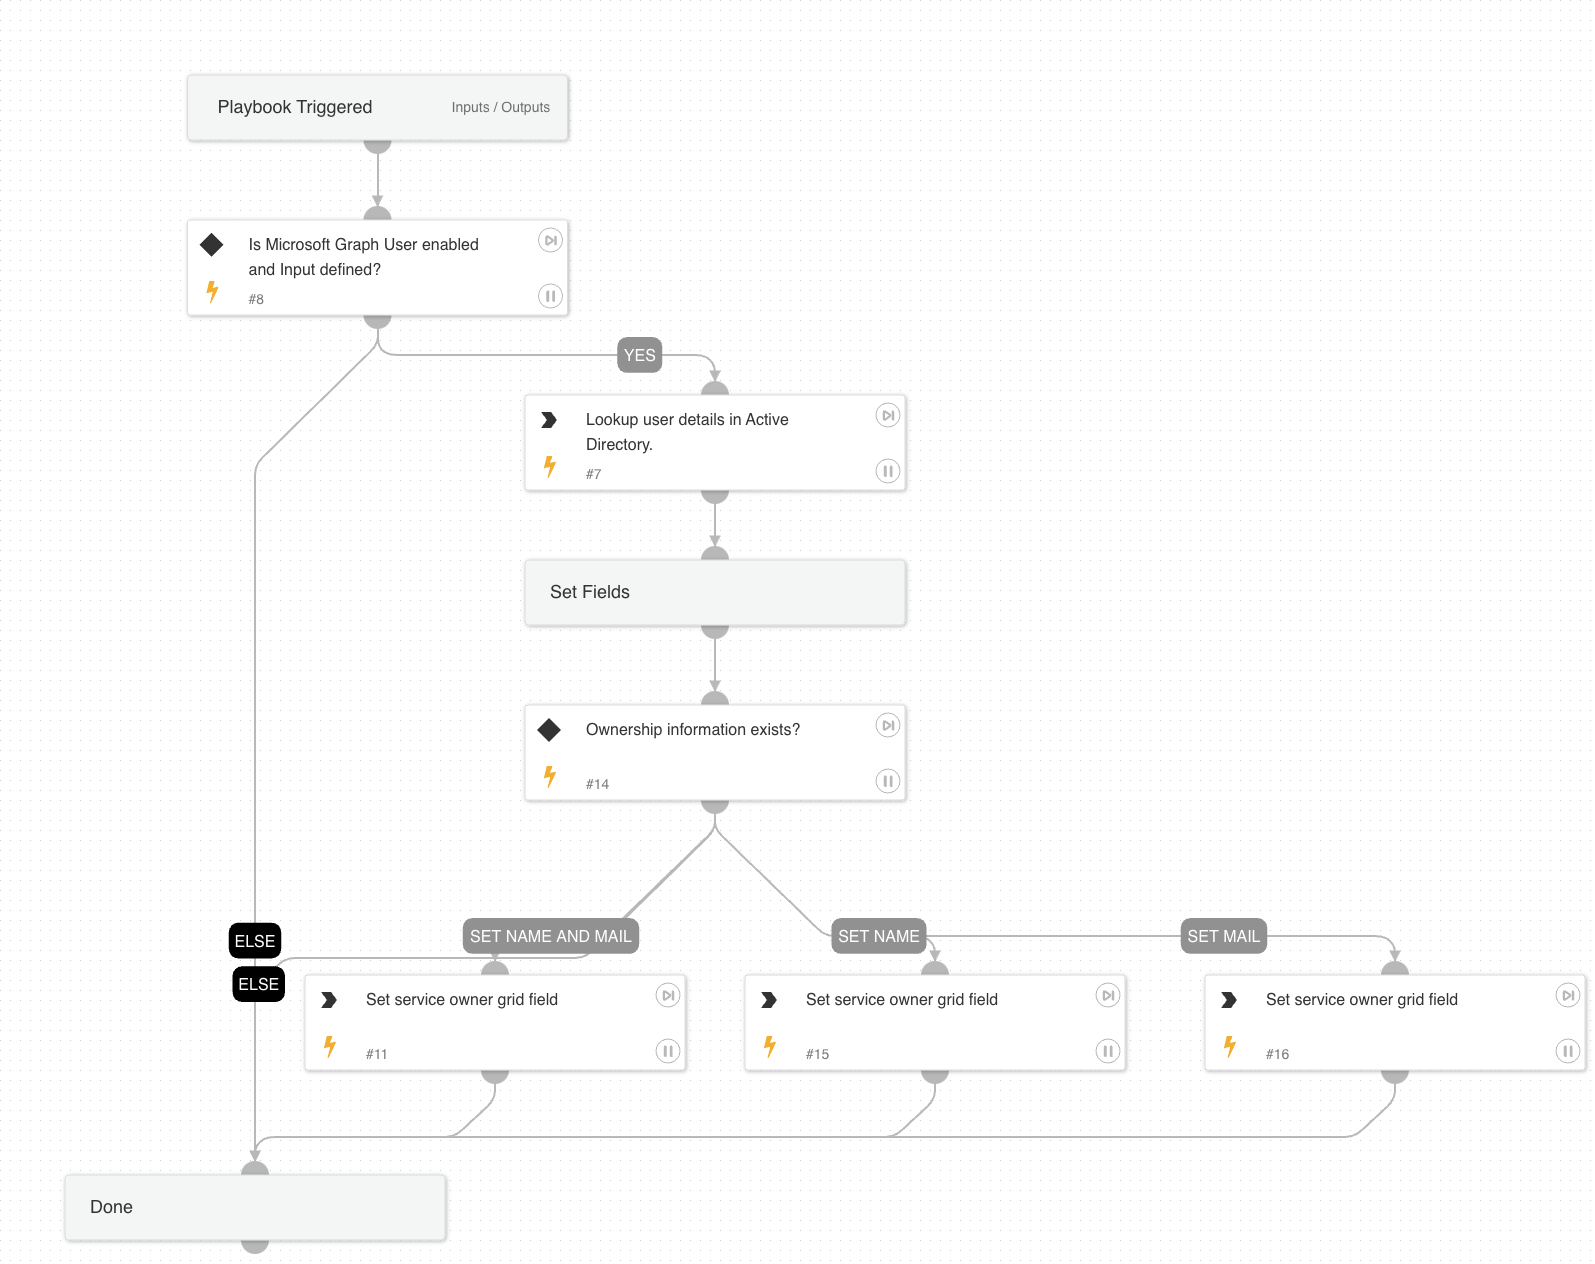 Playbook Triggered
Inputs / Outputs
Is Microsoft Graph User enabled
and Input defined?
#8
YES
Lookup user details in Active
Directory.
#7
Set Fields
Ownership information exists?
#14
ELSE
SET NAME AND MAIL
SET NAME
SET MAIL
ELSE
Set service owner grid field
#11
Set service owner grid field
#15
Set service owner grid field
#16
Done